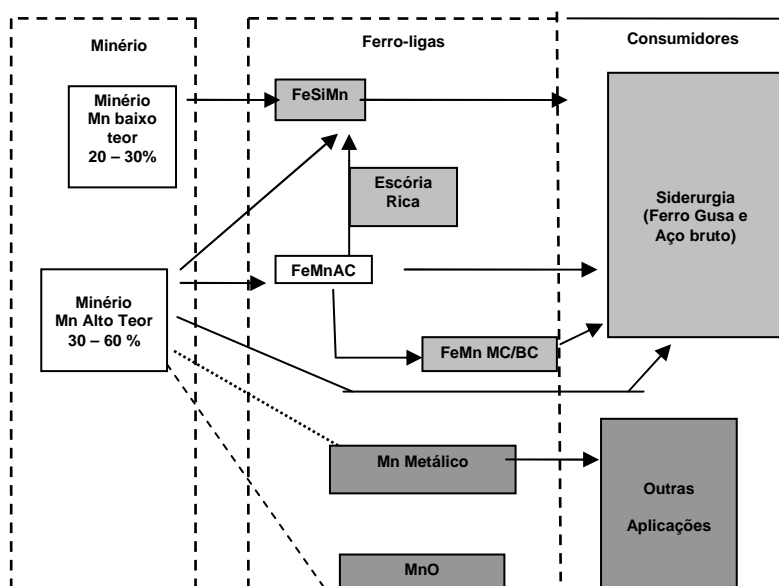 Minério
Ferro-ligas
Consumidores
Minério
Mn baixo
teor
20 – 30%
FeSiMn
Escória
Rica
Siderurgia
(Ferro Gusa e
Aço bruto)
FeMnAC
Minério
Mn Alto Teor
30 – 60 %
FeMn MC/BC
Mn Metálico
Outras
Aplicações
MnO